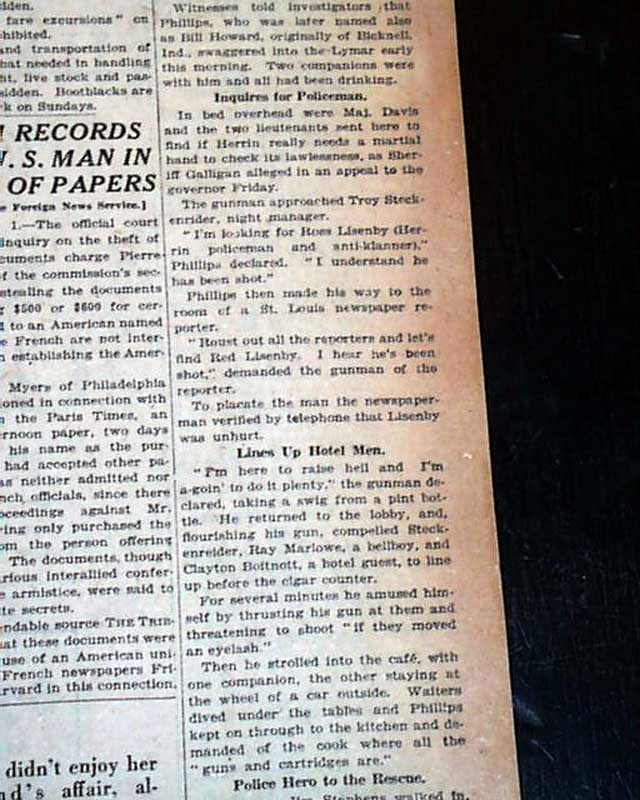 siden.
fare excursions" on
hibited.
and transportation of
hat needed in handling
ht, live stock and pas-
sidden. Bootblacks are
rk on Sundays.
RECORDS
. S. MAN IN
OF PAPERS
Foreign News Service.]
1.—The official court
inquiry on the theft of
cuments charge Pierre
f the commission's sec-
stealing the documents
$500 or $600 for cer-
d to an American named
e French are not inter-
n establishing the Amer-
Myers of Philadelphia
ioned in connection with
n the Paris Times, an
rnoon paper, two days
his name as the pur-
had accepted other pa-
as neither admitted nor
nch officials, since there
oceedings against Mr.
ving only purchased the
om the person offering
The documents, though
arious interallied confer-
e armistice, were said to
te secrets.
ndable source THE TRIB-
at these documents were
use of an American uni-
French newspapers Fri-
rvard in this connection.
didn't enjoy her
nd's affair, al-
Witnesses told investigators that
Phillips, who was later named also
as Bill Howard, originally of Bicknell,
Ind., swaggered into the Lymar early
this morning. Two companions were
with him and all had been drinking.
Inquires for Policeman.
In bed overhead were Maj. Davis
and the two lieutenants sent here to
find if Herrin really needs a martial
hand to check its lawlessness, as Sher-
iff Galligan alleged in an appeal to the
governor Friday.
The gunman approached Troy Steck-
enrider, night manager.
"I'm looking for Ross Lisenby (Her-
rin policeman and anti-klanner),"
Phillips declared. "I understand he
has been shot."
Phillips then made his way to the
room of a St. Louis newspaper re-
porter.
"Roust out all the reporters and let's
find Red Lisenby. I hear he's been
shot," demanded the gunman of the
reporter.
To placate the man the newspaper-
man verified by telephone that Lisenby
was unhurt.
Lines Up Hotel Men.
"I'm here to raise hell and I'm
a-goin' to do it plenty," the gunman de-
clared, taking a swig from a pint bot-
tle. He returned to the lobby, and,
flourishing his gun, compelled Steck-
enreider, Ray Marlowe, a bellboy, and
Clayton Boitnott, a hotel guest, to line
up before the cigar counter.
For several minutes he amused him-
self by thrusting his gun at them and
threatening to shoot "if they moved
an eyelash."
Then he strolled into the café, with
one companion, the other staying at
the wheel of a car outside. Waiters
dived under the tables and Phillips
kept on through to the kitchen and de-
manded of the cook where all the
"guns and cartridges are."
Police Hero to the Rescue.
Stephens walked in,